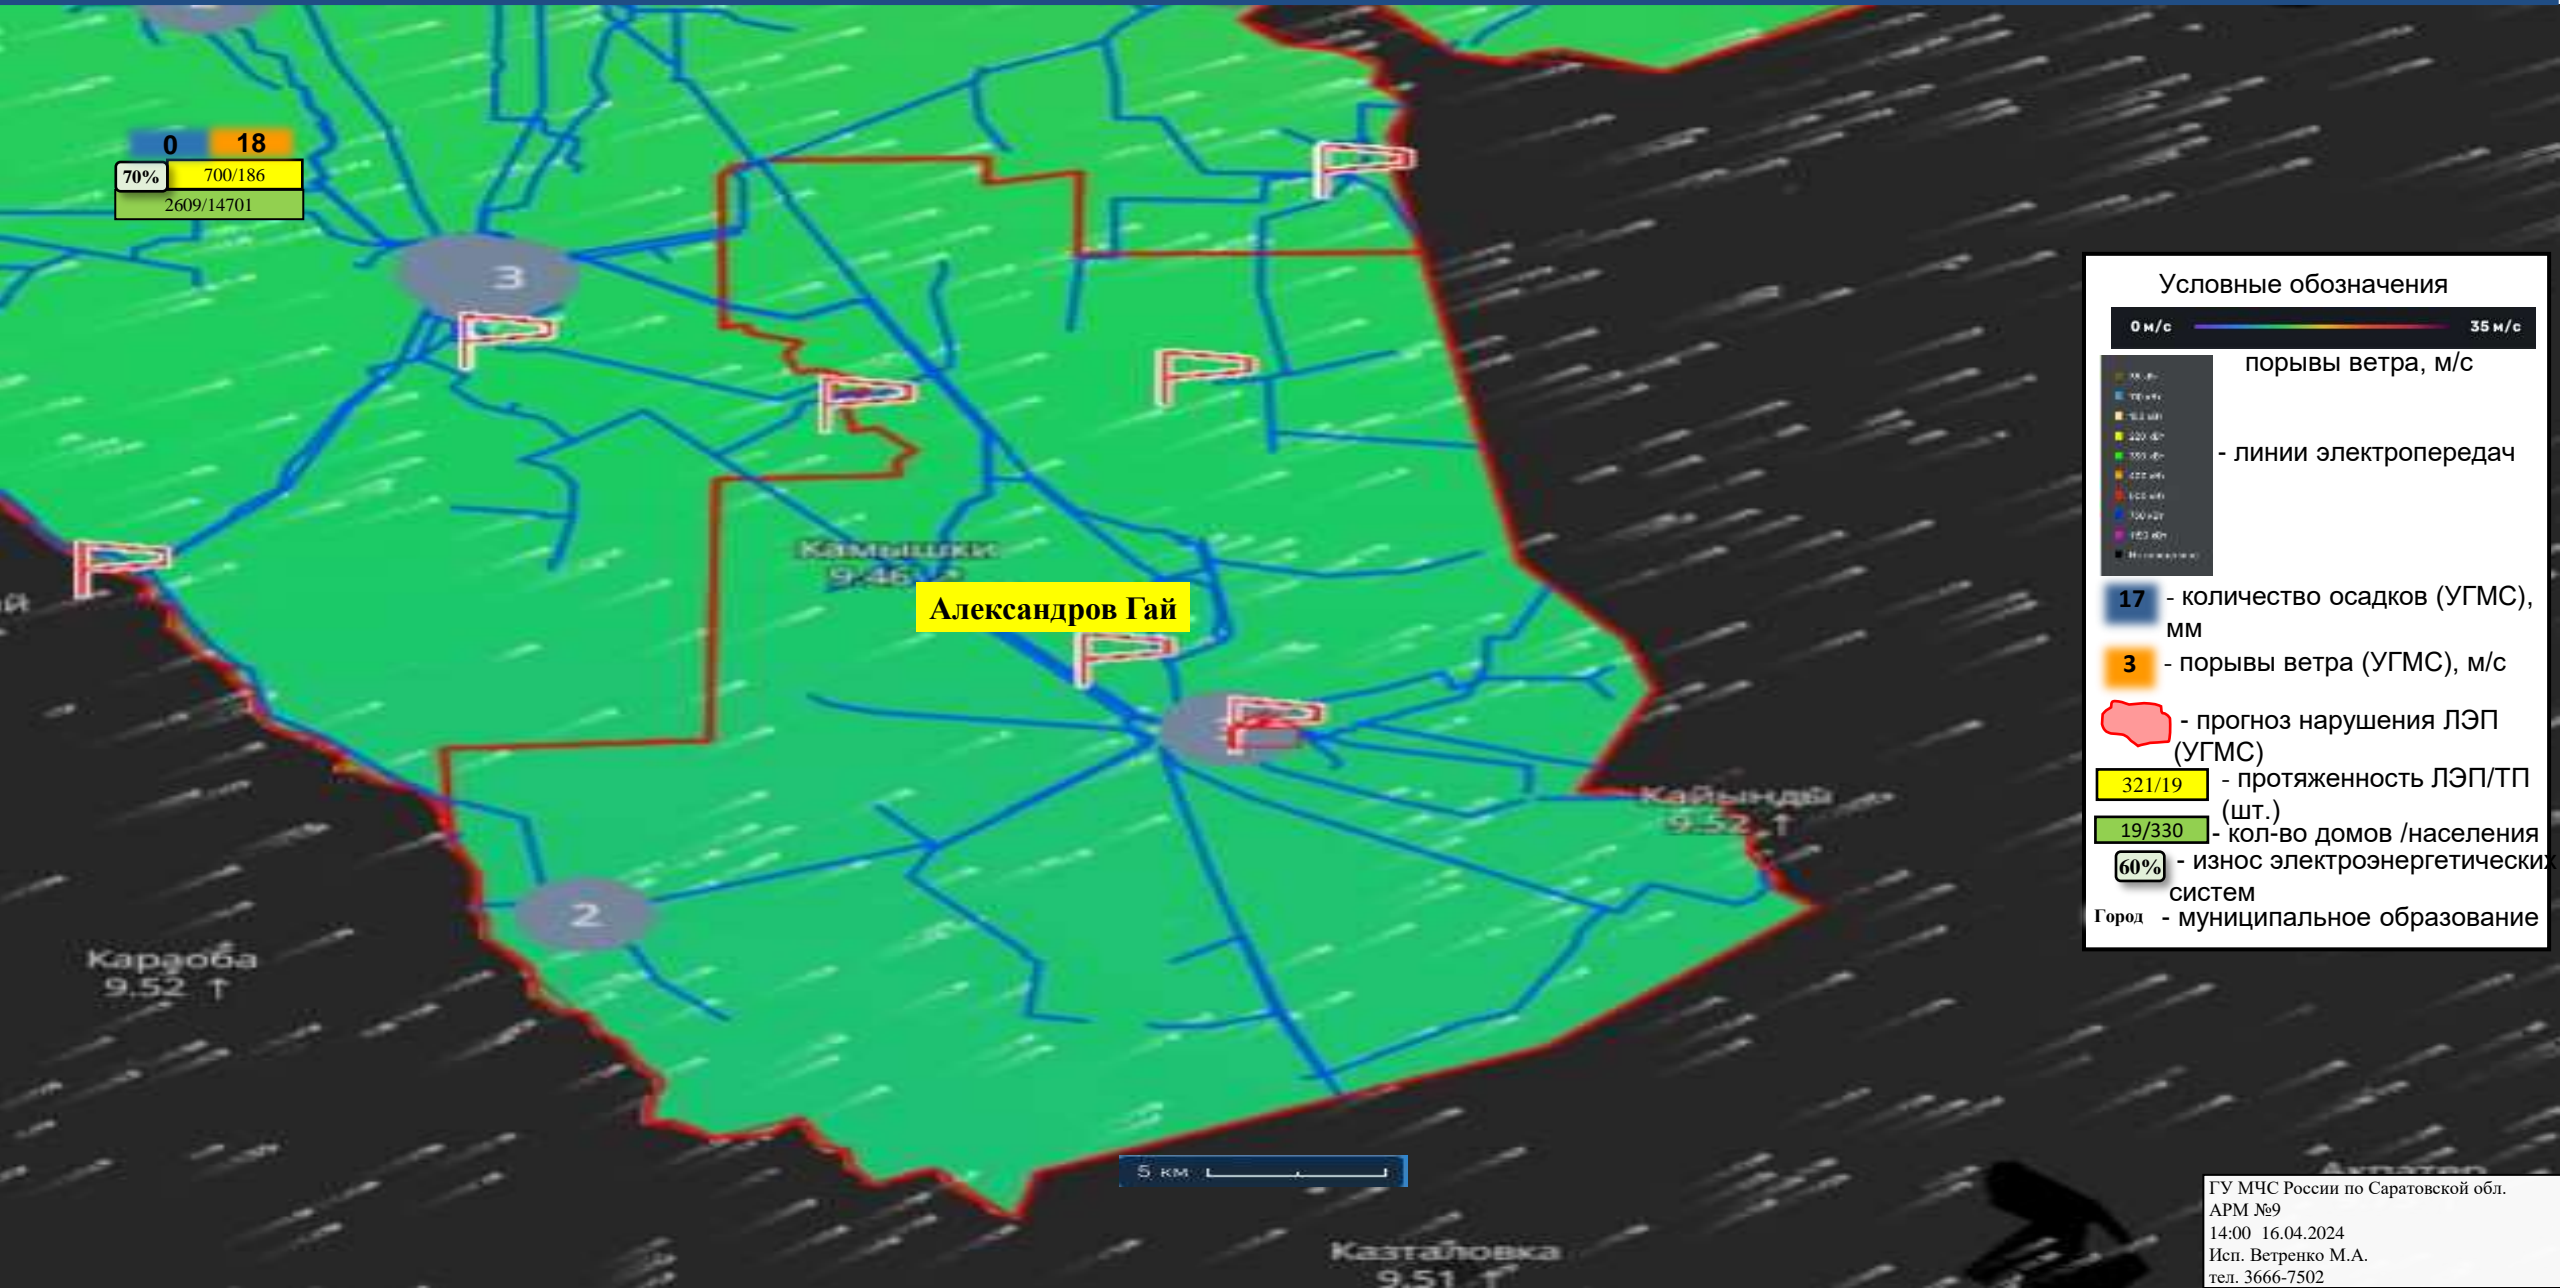 0 18
70% 700/186
2609/14701
3
Камышки
9.46
Александров Гай
ай
2
Кайынды
9.52 ↑
Караоба
9.52 ↑
5 км
Казталовка
9.51 ↑
Акпатер
Условные обозначения
0 м/с 35 м/с
порывы ветра, м/с
- линии электропередач
17 - количество осадков (УГМС),
мм
3 - порывы ветра (УГМС), м/с
- прогноз нарушения ЛЭП
(УГМС)
321/19 - протяженность ЛЭП/ТП
(шт.)
19/330 - кол-во домов /населения
60% - износ электроэнергетических
систем
Город - муниципальное образование
ГУ МЧС России по Саратовской обл.
АРМ №9
14:00 16.04.2024
Исп. Ветренко М.А.
тел. 3666-7502